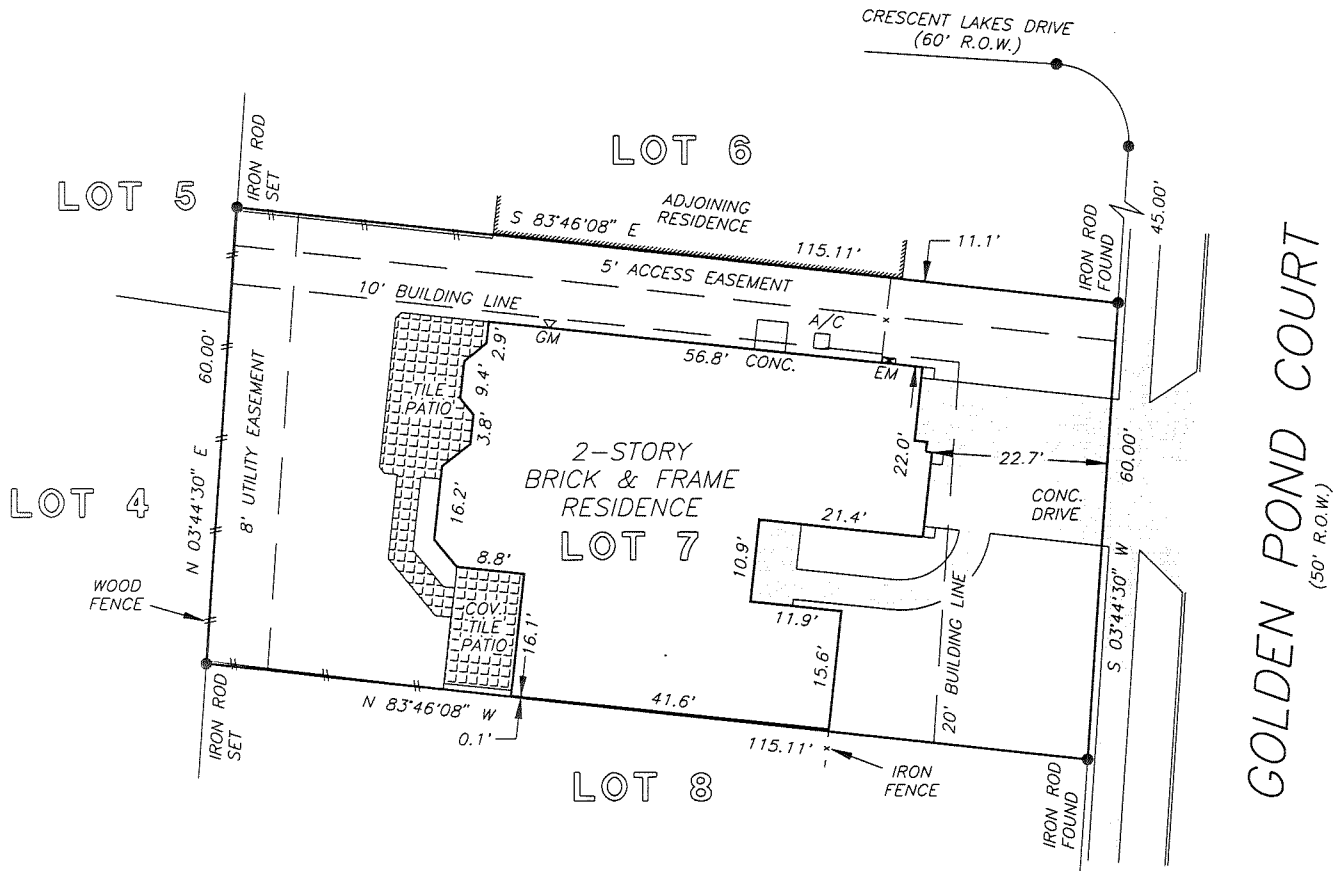 CRESCENT LAKES DRIVE
(60' R.O.W.)
LOT 6
LOT 5
IRON ROD
SET
ADJOINING
RESIDENCE
S 83°46'08" E
115.11'
11.1'
IRON ROD
FOUND
45.00'
5' ACCESS EASEMENT
10' BUILDING LINE
GM
A/C
56.8'
CONC.
EM
2.9'
9.4'
3.8'
TILE
PATIO
60.00'
N 03°44'30" E
8' UTILITY EASEMENT
LOT 4
WOOD
FENCE
2-STORY
BRICK & FRAME
RESIDENCE
LOT 7
16.2'
8.8'
COV.
TILE
PATIO
16.1'
22.0'
22.7'
21.4'
10.9'
11.9'
15.6'
CONC.
DRIVE
60.00'
S 03°44'30" W
20' BUILDING LINE
GOLDEN POND COURT
(50' R.O.W.)
IRON ROD
SET
N 83°46'08" W
0.1'
41.6'
115.11'
IRON
FENCE
LOT 8
IRON ROD
FOUND